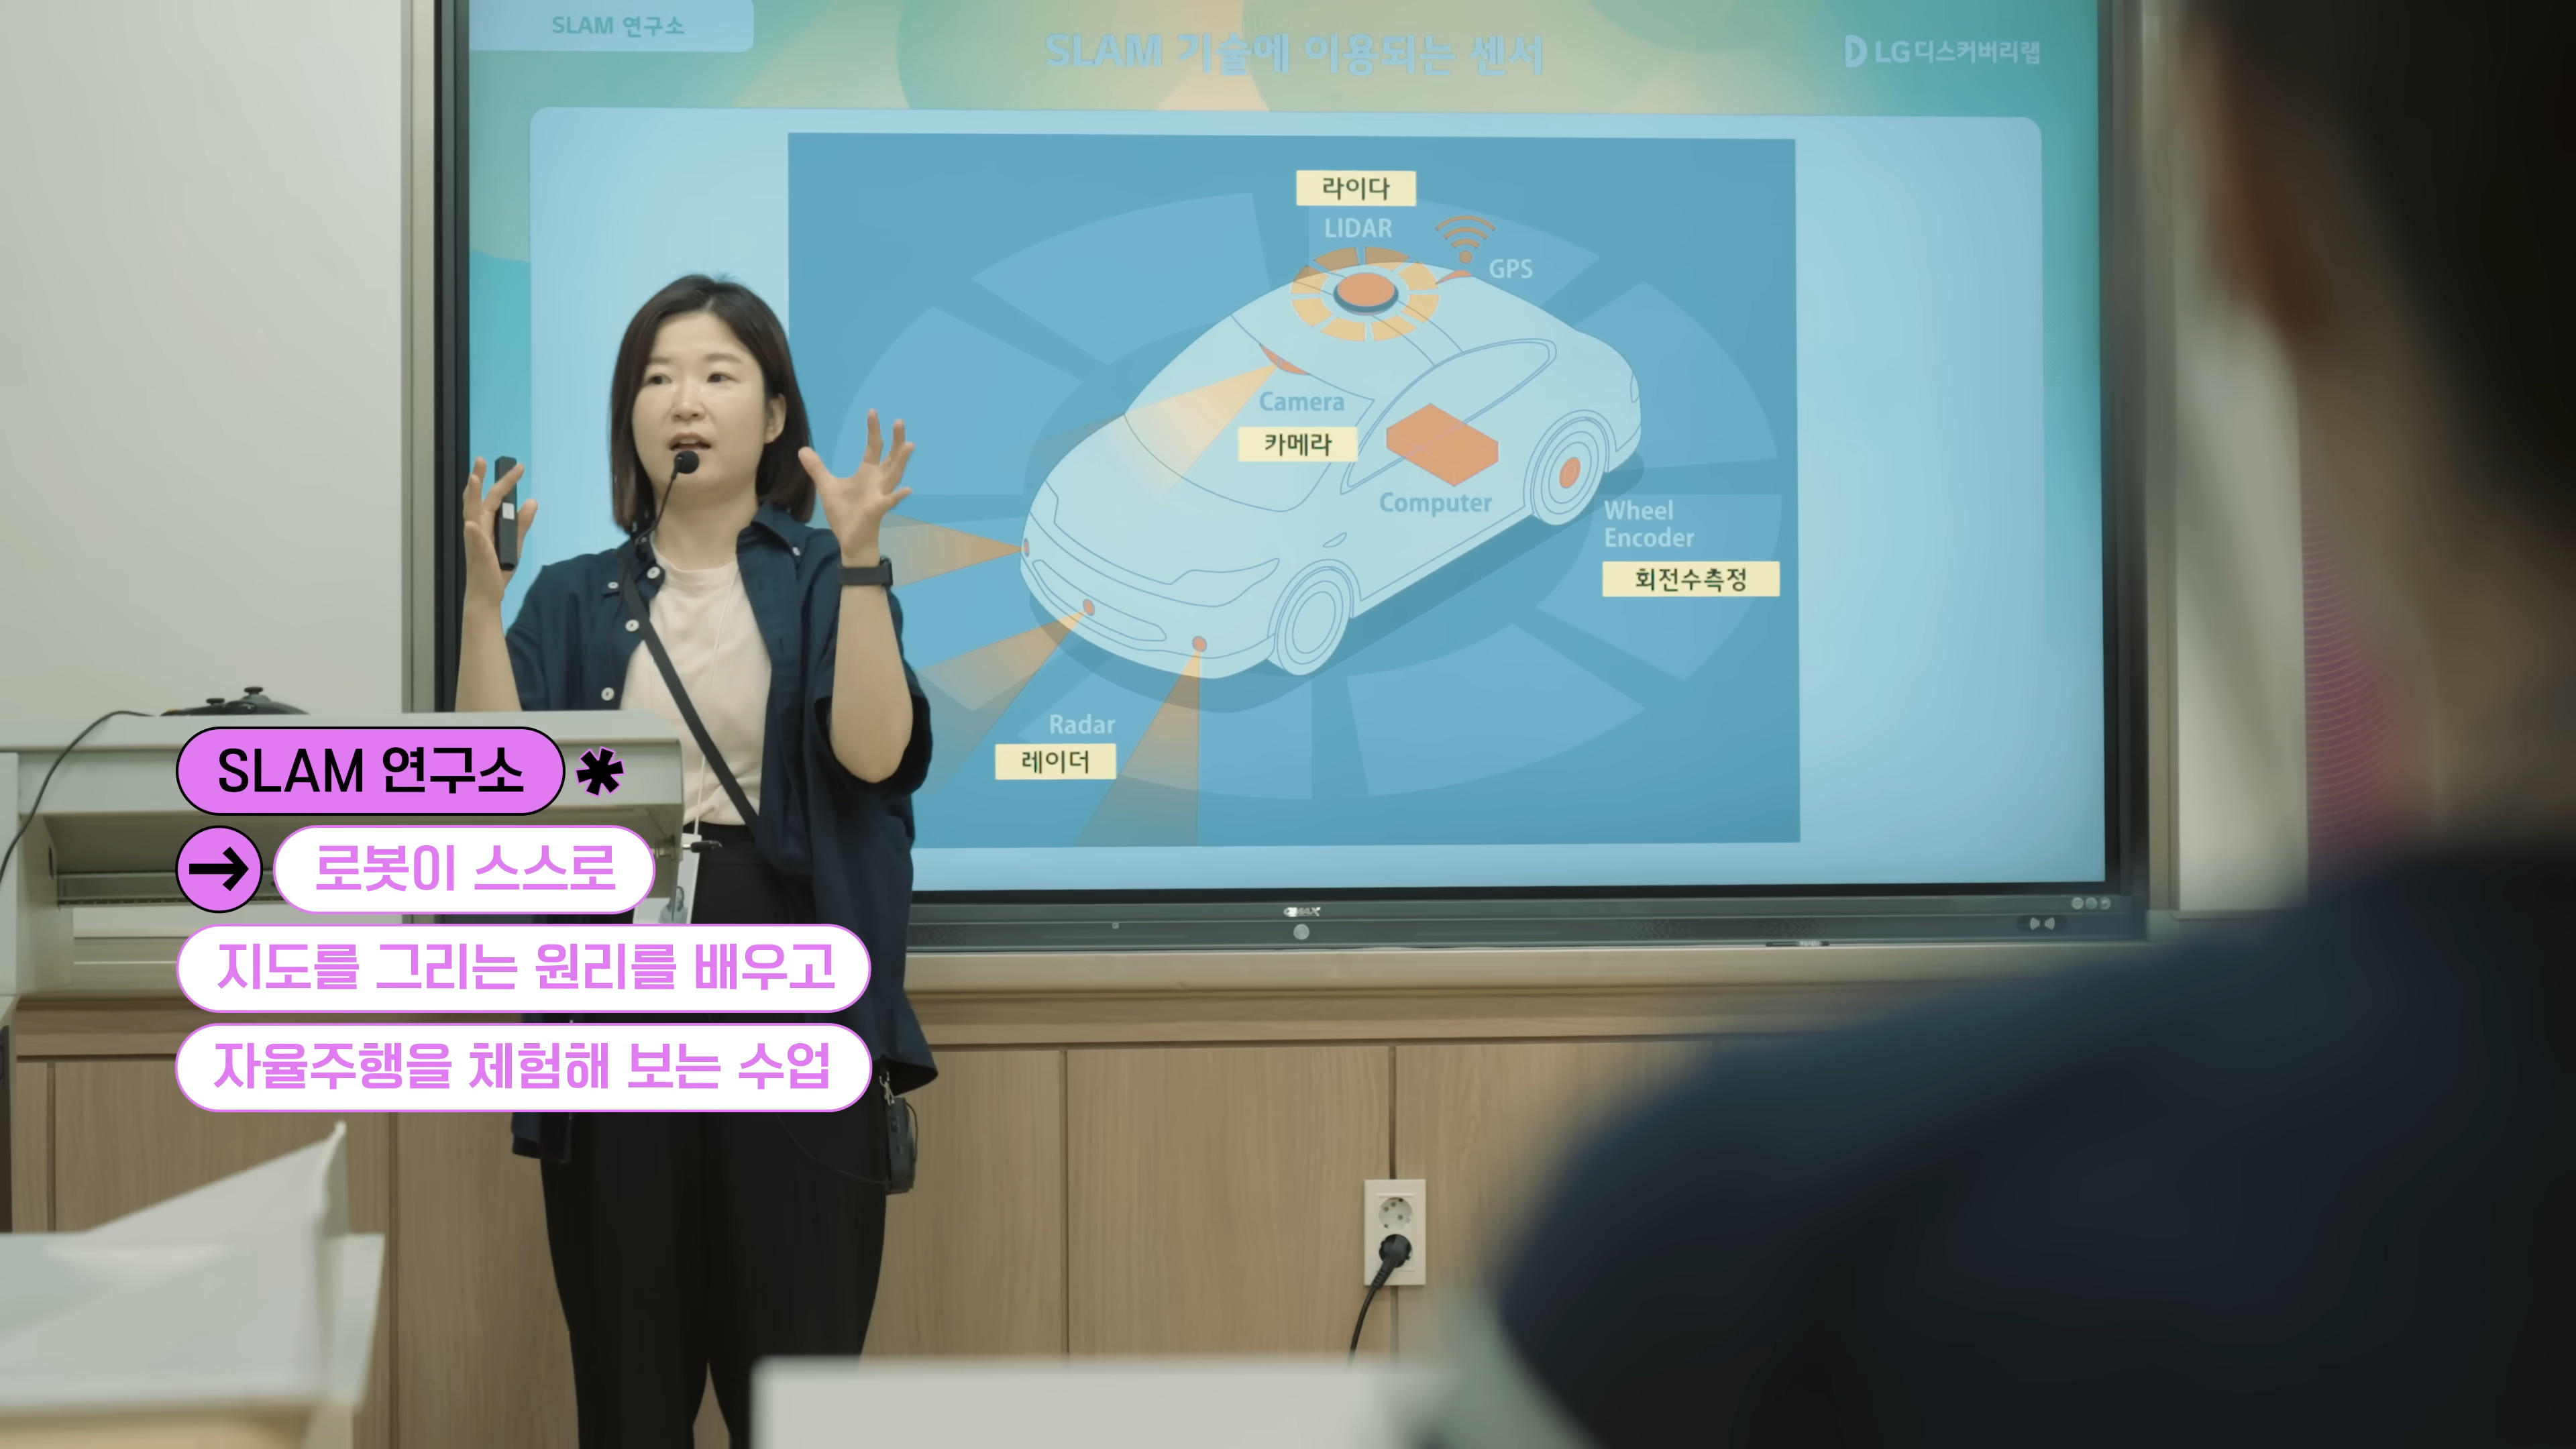 SLAM 연구소
SLAM 기술에 이용되는 센서
LG디스커버리랩
라이다
LIDAR
GPS
Camera
카메라
Computer
Wheel
Encoder
회전수측정
Radar
레이더
SLAM 연구소
로봇이 스스로
지도를 그리는 원리를 배우고
자율주행을 체험해 보는 수업